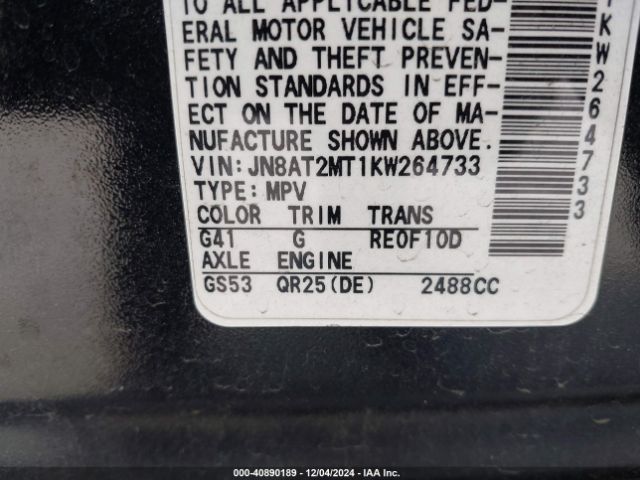 TO ALL APPLICABLE FED-
ERAL MOTOR VEHICLE SA-
FETY AND THEFT PREVEN-
TION STANDARDS IN EFF-
ECT ON THE DATE OF MA-
NUFACTURE SHOWN ABOVE.
VIN:JN8AT2MT1KW264733
TYPE:MPV
COLOR TRIM TRANS
G41 G RE0F10D
AXLE ENGINE
GS53 QR25(DE) 2488CC
1KW264733
000-40890189 - 12/04/2024 - IAA Inc.